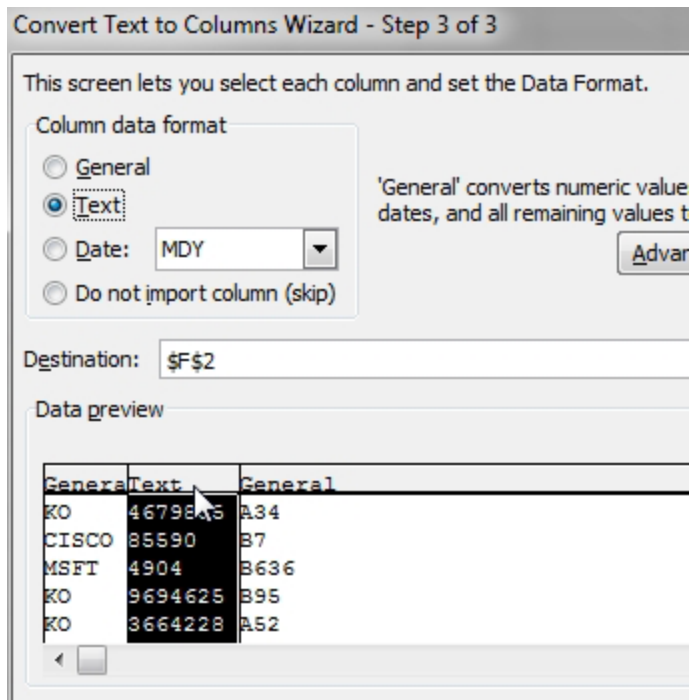 Convert Text to Columns Wizard - Step 3 of 3
This screen lets you select each column and set the Data Format.
Column data format
General
Text
Date: MDY
Do not import column (skip)
'General' converts numeric
dates, and all remaining values
Destination: $F$2
Data preview
Text General
KO A34
CISCO 85590 B7
MSFT 4904 B636
KO 9694625 B95
KO 3664228 A52